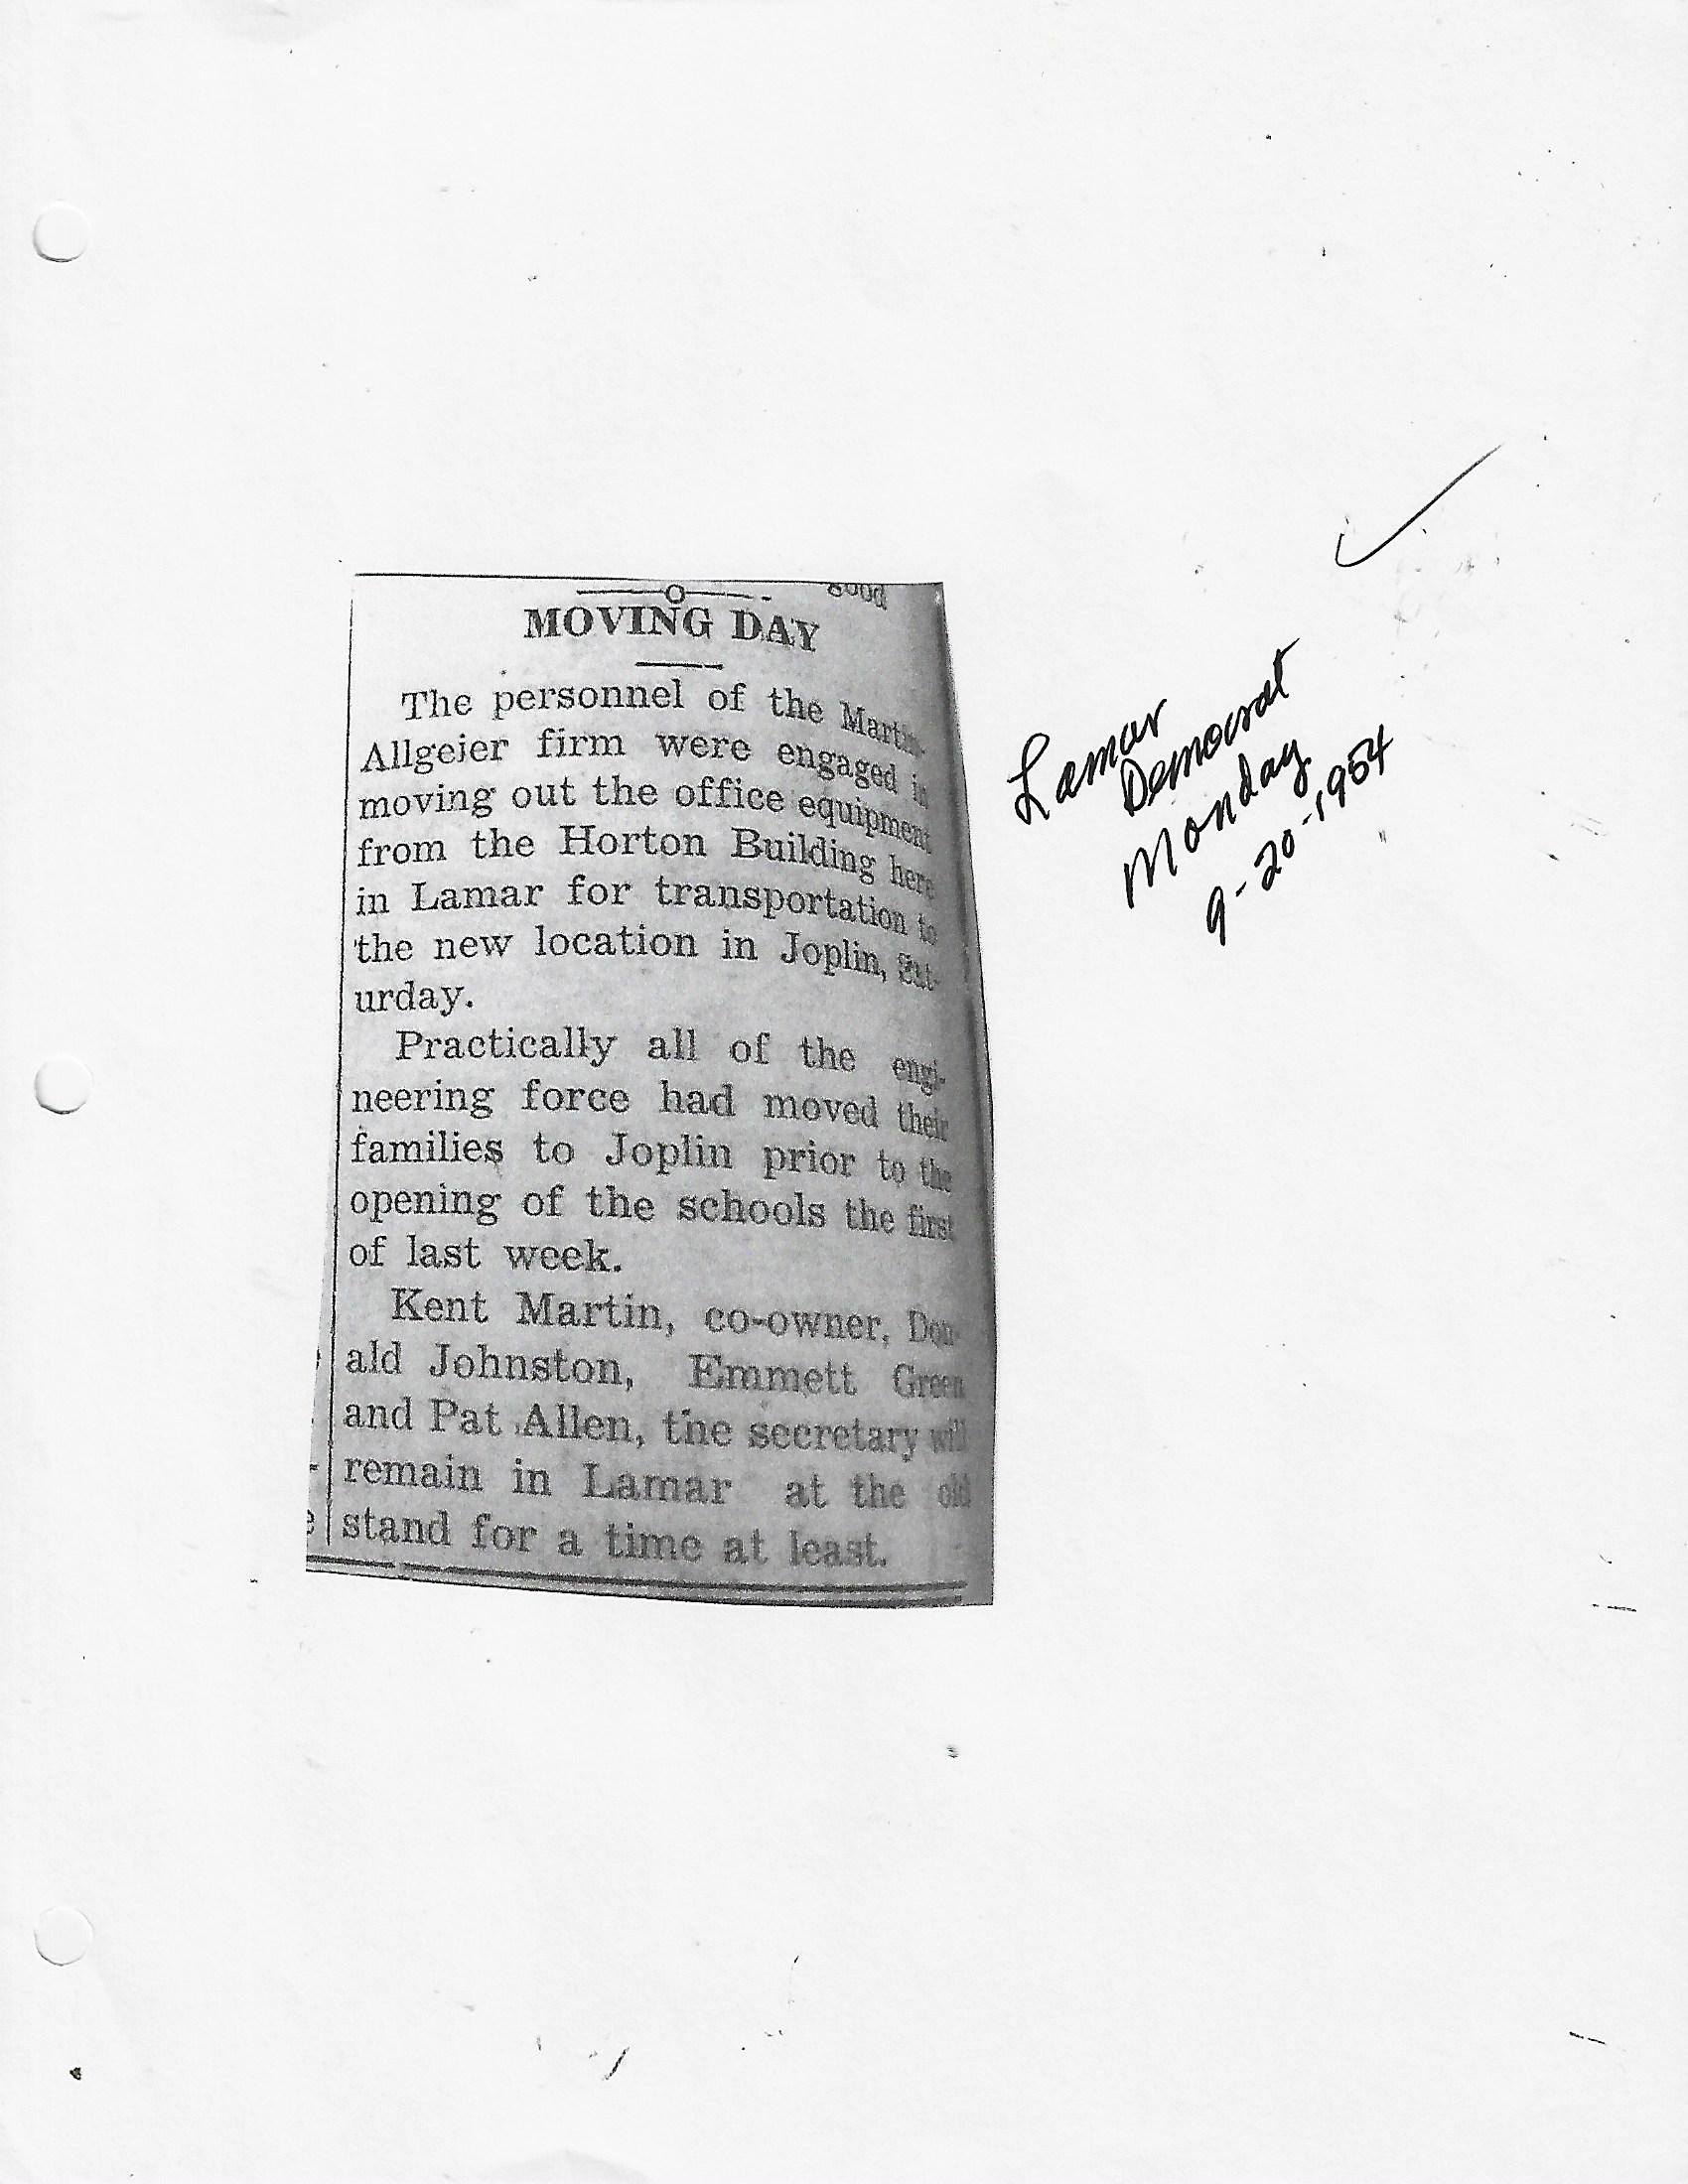 good
MOVING DAY
The personnel of the Martin-
Allgeier firm were engaged in
moving out the office equipment
from the Horton Building here
in Lamar for transportation to
the new location in Joplin, Sat-
urday.
Practically all of the engi-
neering force had moved their
families to Joplin prior to the
opening of the schools the first
of last week.
Kent Martin, co-owner, Don-
ald Johnston, Emmett Green
and Pat Allen, the secretary will
remain in Lamar at the old
stand for a time at least.
Lamar
Democrat
Monday
9-20-1954